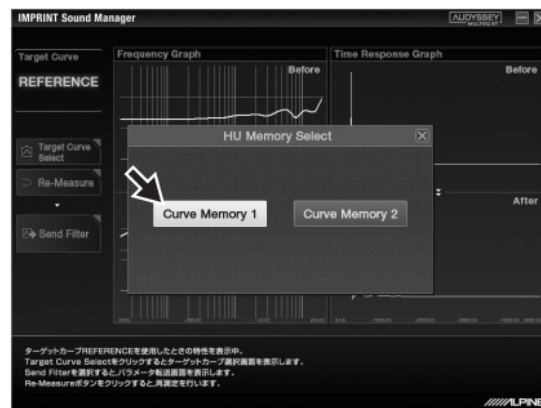 IMPRINT Sound Manager
AUDYSSEY
MULTEQ XT
Target Curve
REFERENCE
Target Curve
Select
Re-Measure
Send Filter
Frequency Graph
Before
Time Response Graph
Before
After
HU Memory Select
Curve Memory 1
Curve Memory 2
ターゲットカーブREFERENCEを使用したときの特性を表示中。
Target Curve Selectをクリックするとターゲットカーブ選択画面を表示します。
Send Filterを選択すると,パラメータ転送画面を表示します。
Re-Measureボタンをクリックすると,再測定を行います。
ALPINE